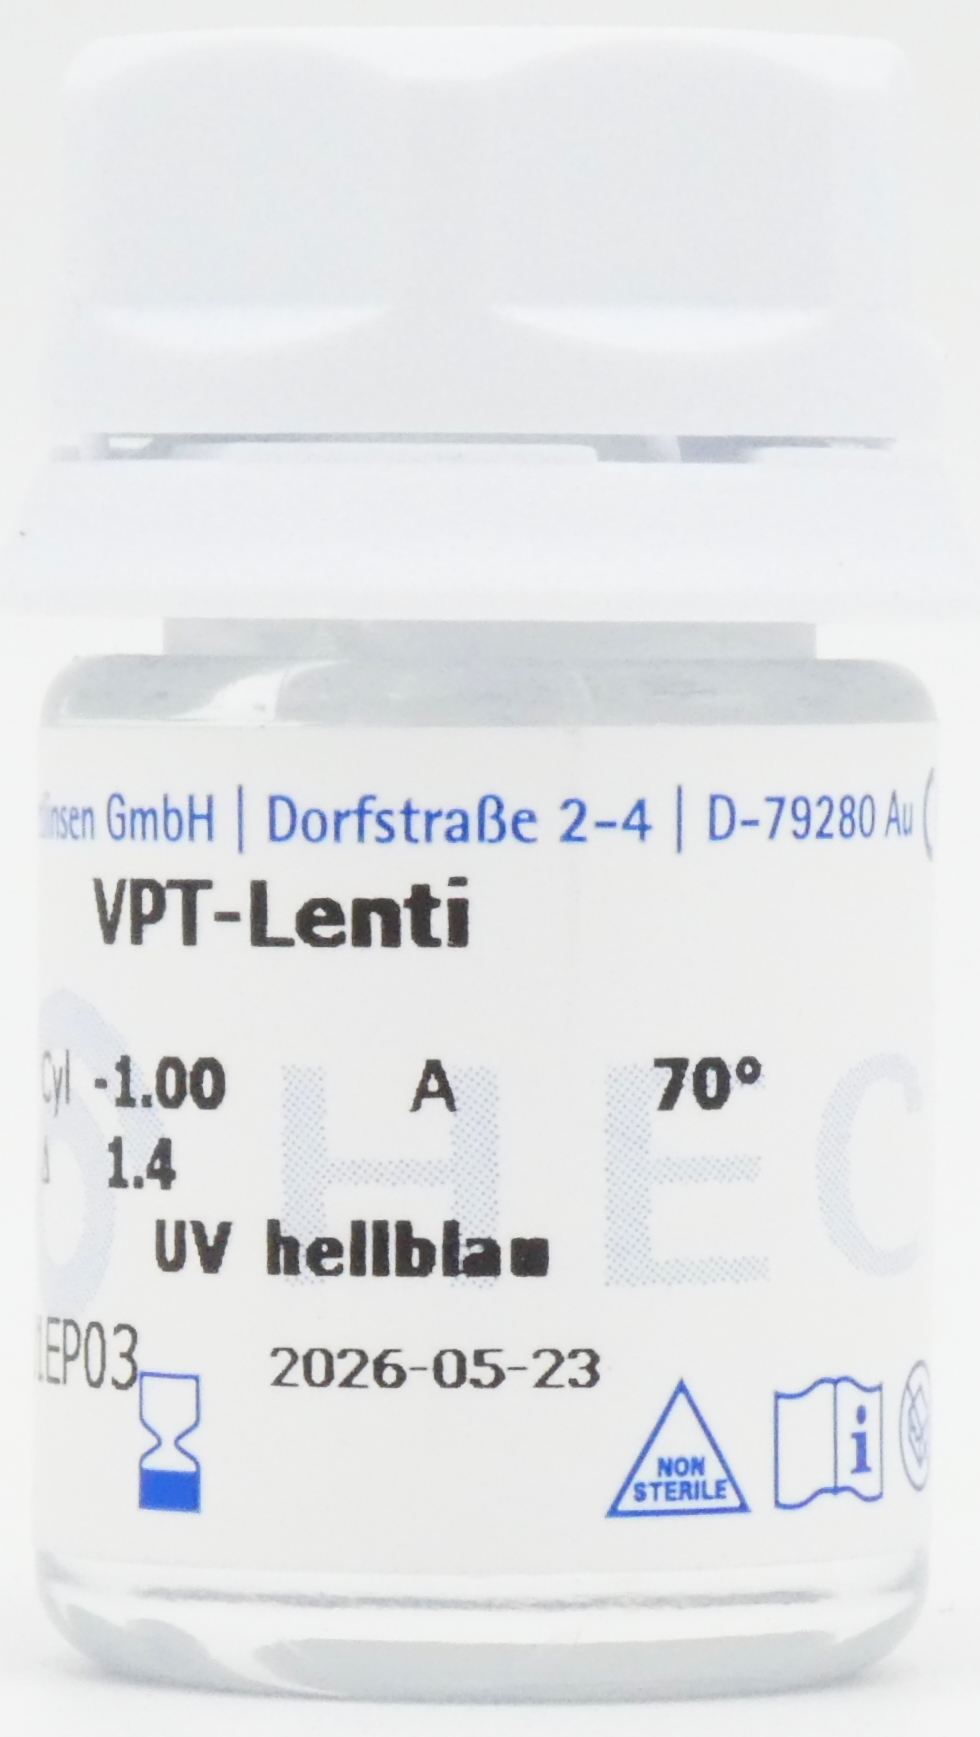 GmbH | Dorfstraße 2-4 | D-79280 Au (
VPT-Lenti
HEC
Cyl -1.00 A 70°
1.4
UV hellblau
EP03
2026-05-23
NON
STERILE
i